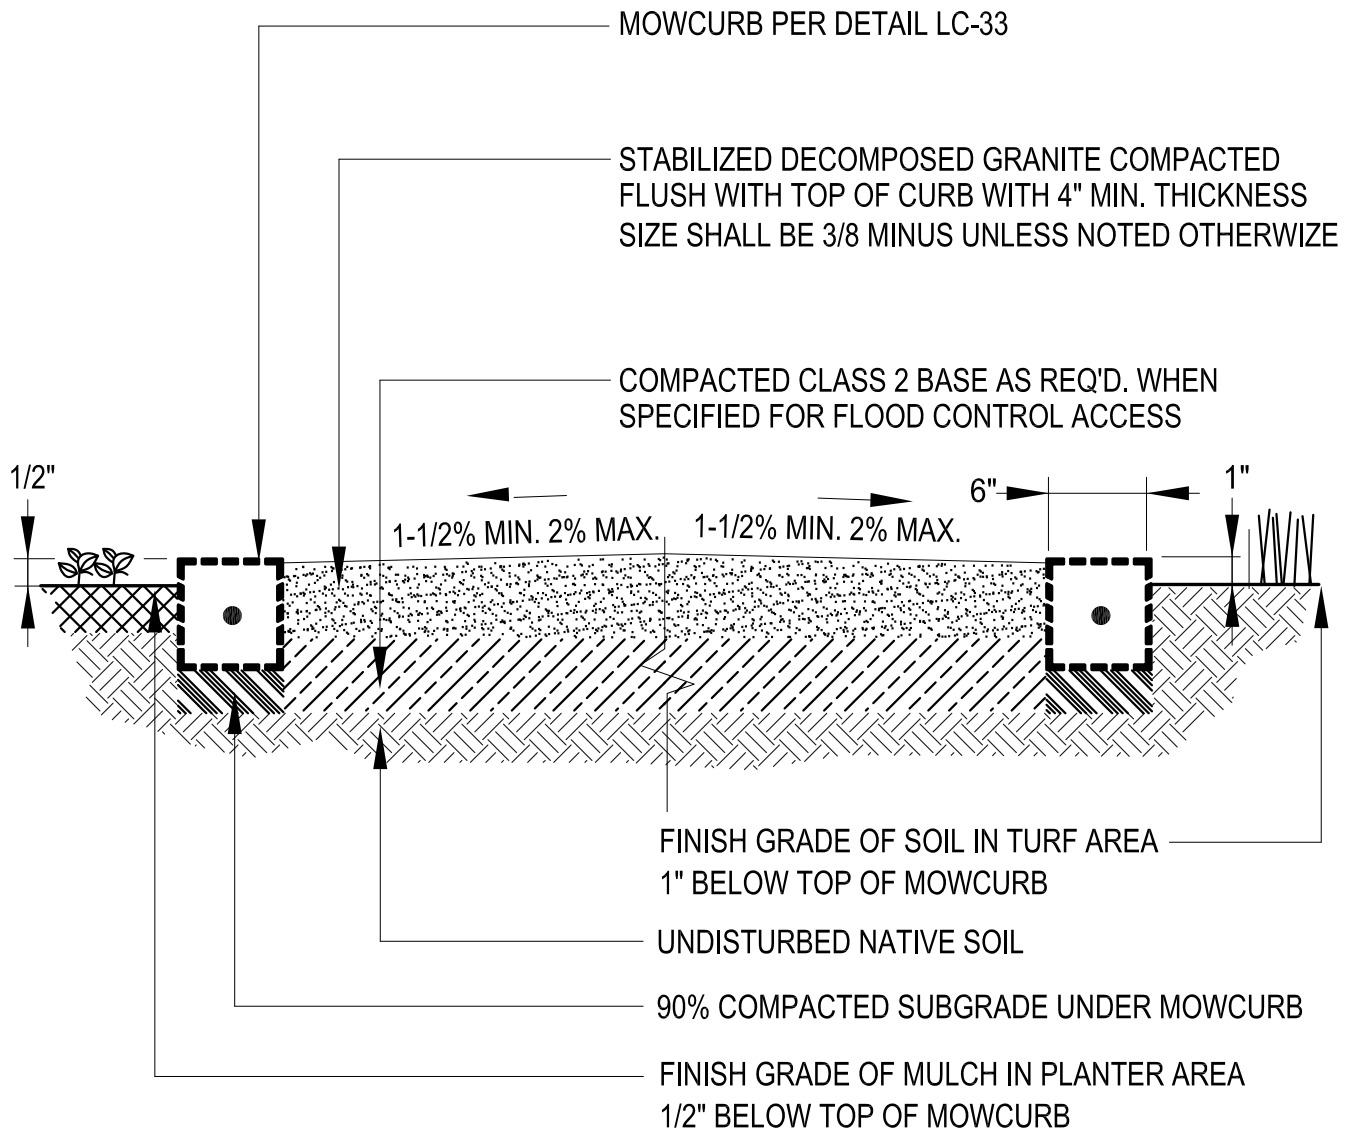 MOWCURB PER DETAIL LC-33
STABILIZED DECOMPOSED GRANITE COMPACTED
FLUSH WITH TOP OF CURB WITH 4" MIN. THICKNESS
SIZE SHALL BE 3/8 MINUS UNLESS NOTED OTHERWIZE
COMPACTED CLASS 2 BASE AS REQ'D. WHEN
SPECIFIED FOR FLOOD CONTROL ACCESS
1/2"
6"
1"
1-1/2% MIN. 2% MAX.
1-1/2% MIN. 2% MAX.
FINISH GRADE OF SOIL IN TURF AREA
1" BELOW TOP OF MOWCURB
UNDISTURBED NATIVE SOIL
90% COMPACTED SUBGRADE UNDER MOWCURB
FINISH GRADE OF MULCH IN PLANTER AREA
1/2" BELOW TOP OF MOWCURB